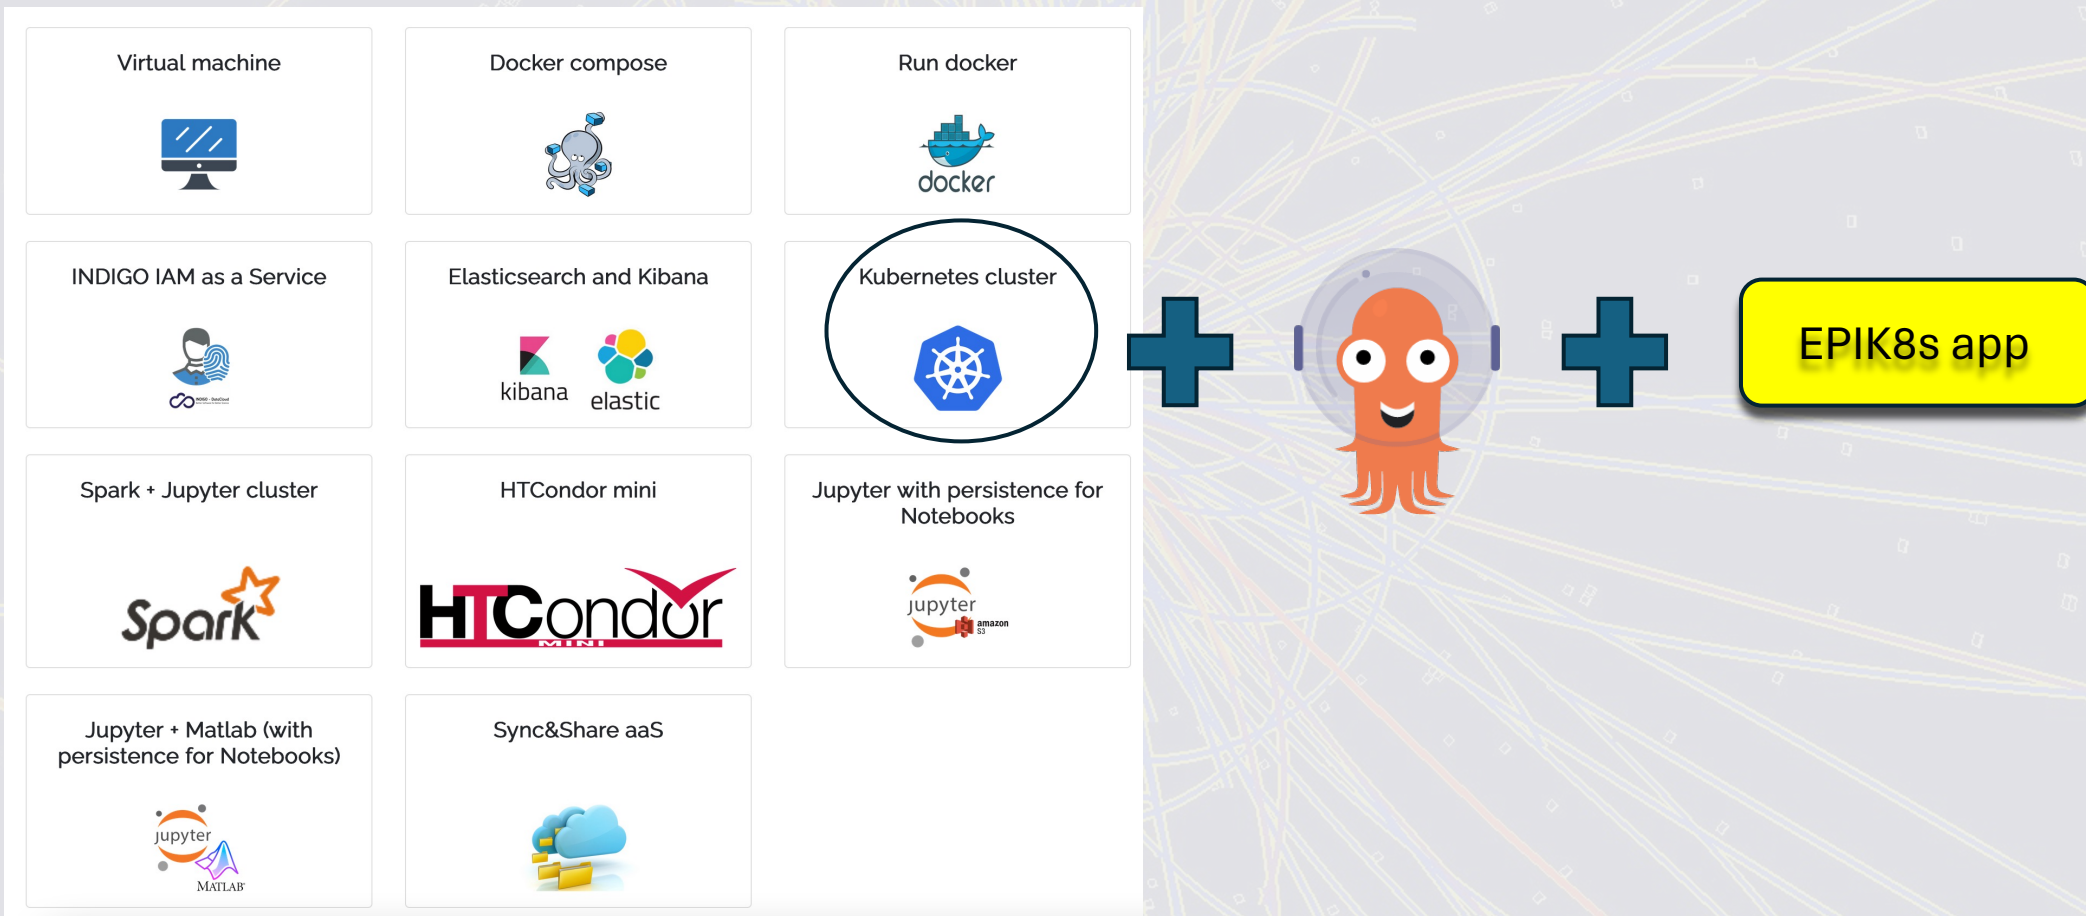 Virtual machine
Docker compose
Run docker
docker
INDIGO IAM as a Service
Elasticsearch and Kibana
kibana
elastic
Kubernetes cluster
EPIK8s app
Spark + Jupyter cluster
Spark
HTCondor mini
HTCondor
MINI
Jupyter with persistence for
Notebooks
jupyter
amazon
S3
Jupyter + Matlab (with
persistence for Notebooks)
jupyter
MATLAB
Sync&Share aaS